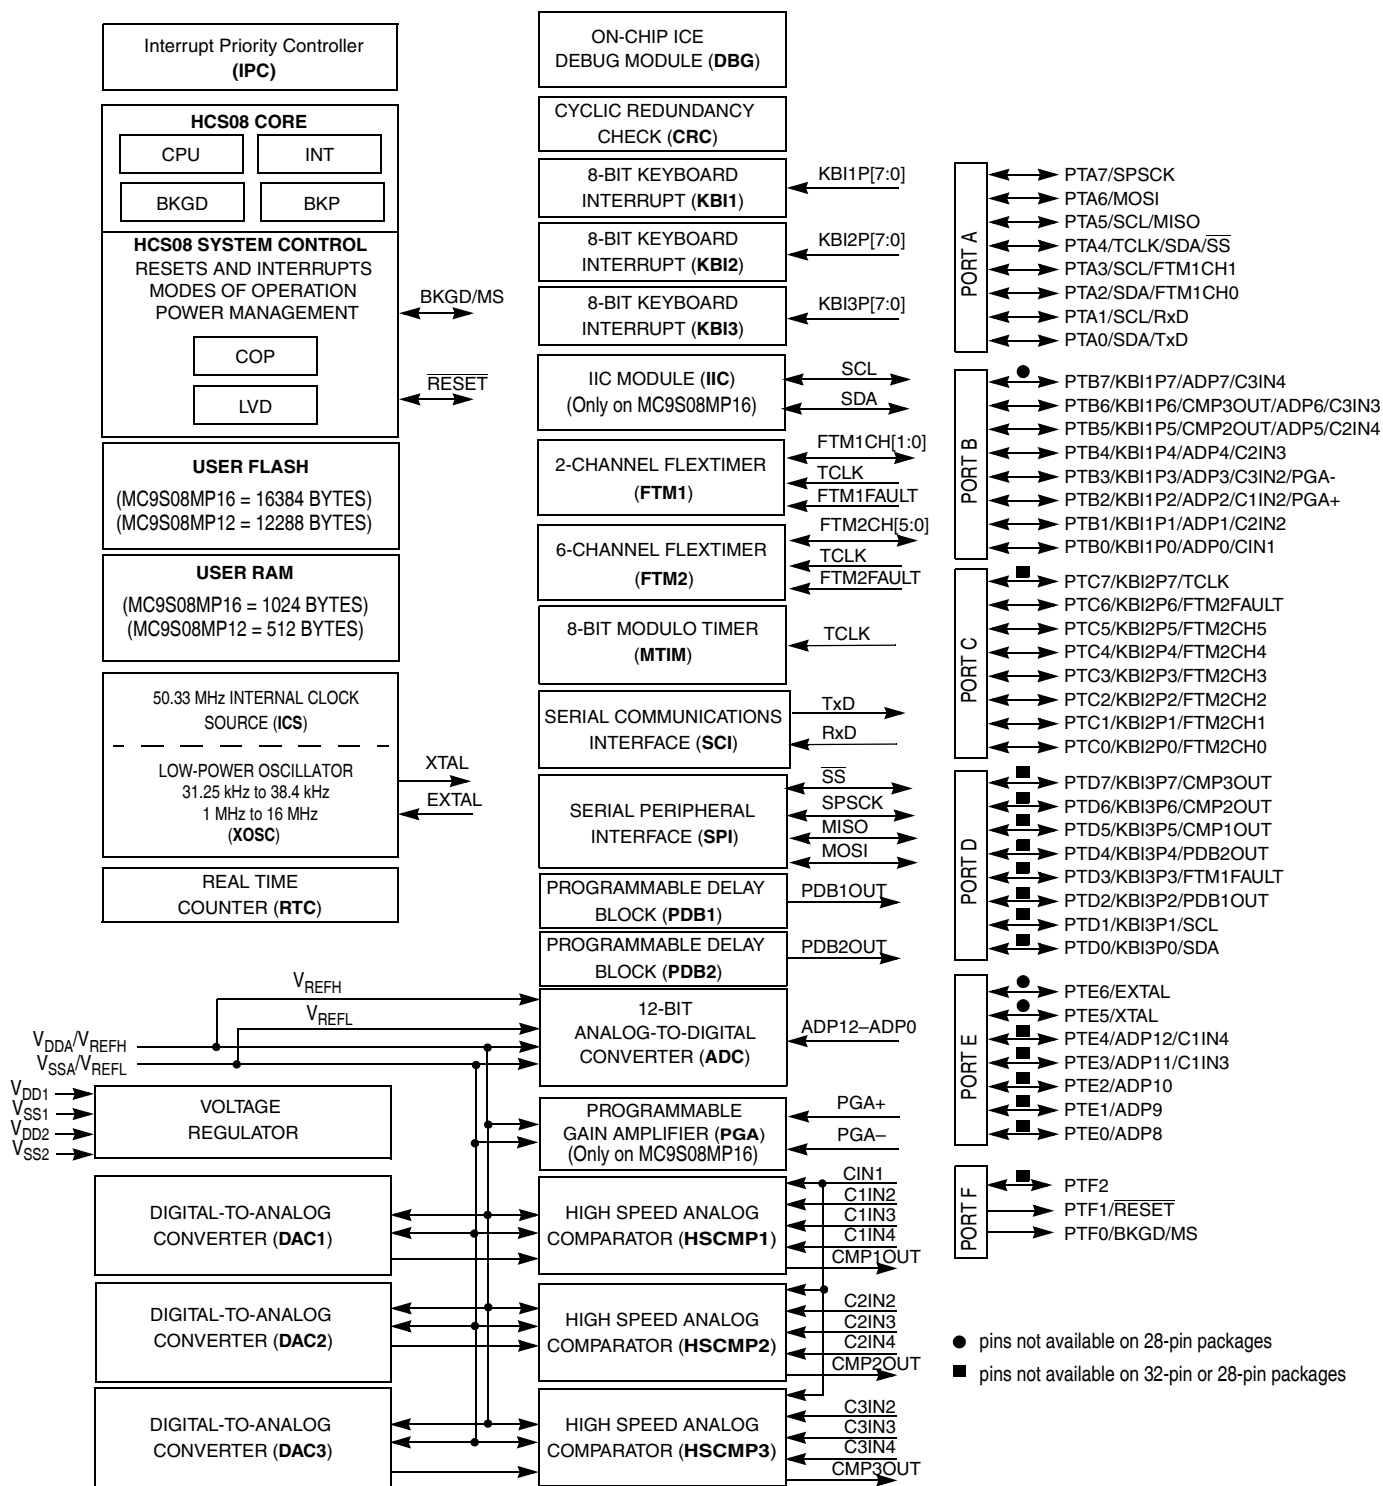 Interrupt Priority Controller
(IPC)
HCS08 CORE
CPU
INT
BKGD
BKP
HCS08 SYSTEM CONTROL
RESETS AND INTERRUPTS
MODES OF OPERATION
POWER MANAGEMENT
COP
LVD
BKGD/MS
RESET
USER FLASH
(MC9S08MP16 = 16384 BYTES)
(MC9S08MP12 = 12288 BYTES)
USER RAM
(MC9S08MP16 = 1024 BYTES)
(MC9S08MP12 = 512 BYTES)
50.33 MHz INTERNAL CLOCK
SOURCE (ICS)
LOW-POWER OSCILLATOR
31.25 kHz to 38.4 kHz
1 MHz to 16 MHz
(XOSC)
XTAL
EXTAL
REAL TIME
COUNTER (RTC)
VREFH
VREFL
VDDA/VREFH
VSSA/VREFL
VDD1
VSS1
VDD2
VSS2
VOLTAGE
REGULATOR
DIGITAL-TO-ANALOG
CONVERTER (DAC1)
DIGITAL-TO-ANALOG
CONVERTER (DAC2)
DIGITAL-TO-ANALOG
CONVERTER (DAC3)
ON-CHIP ICE
DEBUG MODULE (DBG)
CYCLIC REDUNDANCY
CHECK (CRC)
8-BIT KEYBOARD
INTERRUPT (KBI1)
KBI1P[7:0]
8-BIT KEYBOARD
INTERRUPT (KBI2)
KBI2P[7:0]
8-BIT KEYBOARD
INTERRUPT (KBI3)
KBI3P[7:0]
IIC MODULE (IIC)
(Only on MC9S08MP16)
SCL
SDA
2-CHANNEL FLEXTIMER
(FTM1)
FTM1CH[1:0]
TCLK
FTM1FAULT
6-CHANNEL FLEXTIMER
(FTM2)
FTM2CH[5:0]
TCLK
FTM2FAULT
8-BIT MODULO TIMER
(MTIM)
TCLK
SERIAL COMMUNICATIONS
INTERFACE (SCI)
TxD
RxD
SERIAL PERIPHERAL
INTERFACE (SPI)
SS
SPSCK
MISO
MOSI
PROGRAMMABLE DELAY
BLOCK (PDB1)
PDB1OUT
PROGRAMMABLE DELAY
BLOCK (PDB2)
PDB2OUT
12-BIT
ANALOG-TO-DIGITAL
CONVERTER (ADC)
ADP12–ADP0
PROGRAMMABLE
GAIN AMPLIFIER (PGA)
(Only on MC9S08MP16)
PGA+
PGA–
HIGH SPEED ANALOG
COMPARATOR (HSCMP1)
CIN1
C1IN2
C1IN3
C1IN4
CMP1OUT
HIGH SPEED ANALOG
COMPARATOR (HSCMP2)
C2IN2
C2IN3
C2IN4
CMP2OUT
HIGH SPEED ANALOG
COMPARATOR (HSCMP3)
C3IN2
C3IN3
C3IN4
CMP3OUT
PORT A
PTA7/SPSCK
PTA6/MOSI
PTA5/SCL/MISO
PTA4/TCLK/SDA/SS
PTA3/SCL/FTM1CH1
PTA2/SDA/FTM1CH0
PTA1/SCL/RxD
PTA0/SDA/TxD
PORT B
PTB7/KBI1P7/ADP7/C3IN4
PTB6/KBI1P6/CMP3OUT/ADP6/C3IN3
PTB5/KBI1P5/CMP2OUT/ADP5/C2IN4
PTB4/KBI1P4/ADP4/C2IN3
PTB3/KBI1P3/ADP3/C3IN2/PGA-
PTB2/KBI1P2/ADP2/C1IN2/PGA+
PTB1/KBI1P1/ADP1/C2IN2
PTB0/KBI1P0/ADP0/CIN1
PORT C
PTC7/KBI2P7/TCLK
PTC6/KBI2P6/FTM2FAULT
PTC5/KBI2P5/FTM2CH5
PTC4/KBI2P4/FTM2CH4
PTC3/KBI2P3/FTM2CH3
PTC2/KBI2P2/FTM2CH2
PTC1/KBI2P1/FTM2CH1
PTC0/KBI2P0/FTM2CH0
PORT D
PTD7/KBI3P7/CMP3OUT
PTD6/KBI3P6/CMP2OUT
PTD5/KBI3P5/CMP1OUT
PTD4/KBI3P4/PDB2OUT
PTD3/KBI3P3/FTM1FAULT
PTD2/KBI3P2/PDB1OUT
PTD1/KBI3P1/SCL
PTD0/KBI3P0/SDA
PORT E
PTE6/EXTAL
PTE5/XTAL
PTE4/ADP12/C1IN4
PTE3/ADP11/C1IN3
PTE2/ADP10
PTE1/ADP9
PTE0/ADP8
PORT F
PTF2
PTF1/RESET
PTF0/BKGD/MS
● pins not available on 28-pin packages
■ pins not available on 32-pin or 28-pin packages